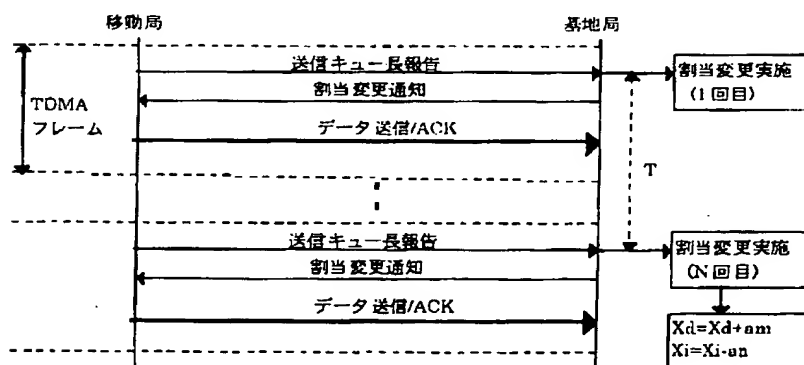 移動局
基地局
送信キュー長報告
割当変更実施
(1回目)
割当変更通知
TDMA
フレーム
データ送信/ACK
T
送信キュー長報告
割当変更実施
(N回目)
割当変更通知
データ送信/ACK
Xd=Xd+am
Xi=Xi-an